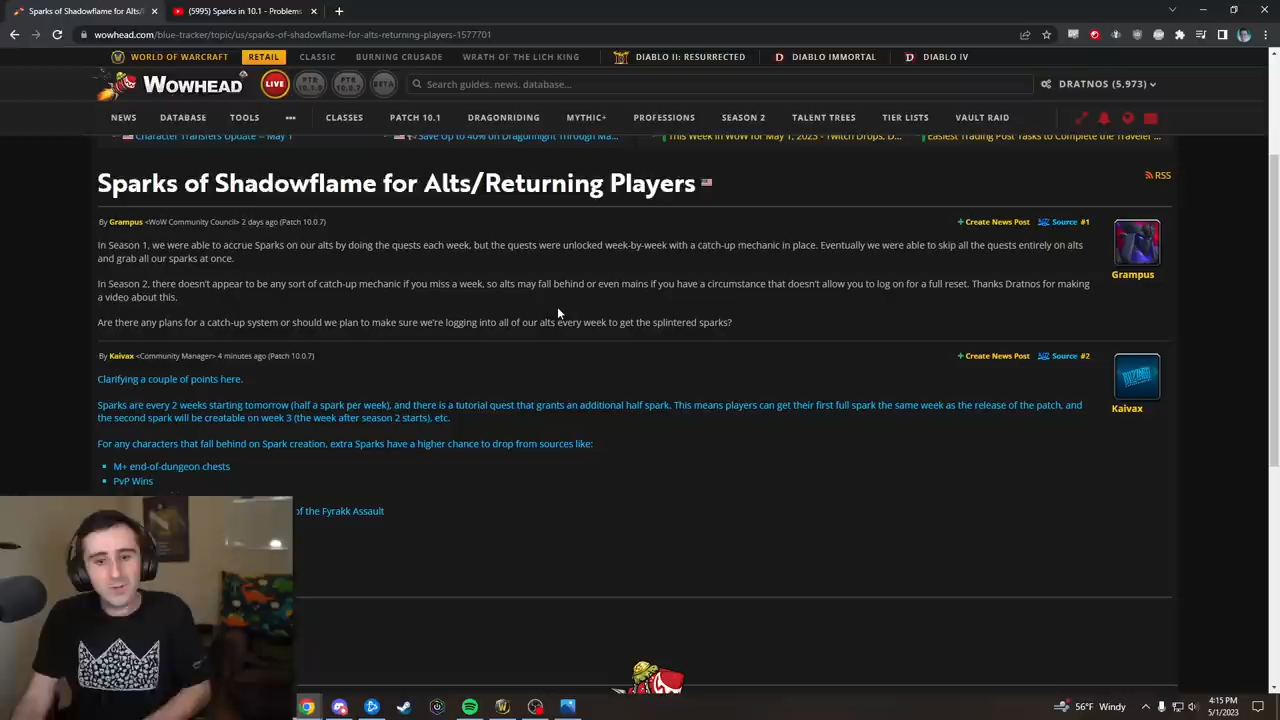 Sparks of Shadowflame for Alts/
(5995) Sparks in 10.1 - Problems
wowhead.com/blue-tracker/topic/us/sparks-of-shadowflame-for-alts-returning-players-1577701
WORLD OF WARCRAFT RETAIL CLASSIC BURNING CRUSADE WRATH OF THE LICH KING DIABLO II: RESURRECTED DIABLO IMMORTAL DIABLO IV
WOWHEAD LIVE PTR 10.1.5 PTR 10.0.7 BETA Search guides, news, database... DRATNOS (5.973)
NEWS DATABASE TOOLS ••• CLASSES PATCH 10.1 DRAGONRIDING MYTHIC+ PROFESSIONS SEASON 2 TALENT TREES TIER LISTS VAULT RAID
Character Transfers Update -- May 1 Save Up to 40% on Dragonflight Through Ma... This Week in WoW for May 1, 2023 - Twitch Drops, D... Easiest Trading Post Tasks to Complete the Traveler ...
Sparks of Shadowflame for Alts/Returning Players
RSS
By Grampus <WoW Community Council> 2 days ago (Patch 10.0.7) + Create News Post Source #1
In Season 1, we were able to accrue Sparks on our alts by doing the quests each week, but the quests were unlocked week-by-week with a catch-up mechanic in place. Eventually we were able to skip all the quests entirely on alts
and grab all our sparks at once.
Grampus
In Season 2, there doesn't appear to be any sort of catch-up mechanic if you miss a week, so alts may fall behind or even mains if you have a circumstance that doesn't allow you to log on for a full reset. Thanks Dratnos for making
a video about this.
Are there any plans for a catch-up system or should we plan to make sure we're logging into all of our alts every week to get the splintered sparks?
By Kaivax <Community Manager> 4 minutes ago (Patch 10.0.7) + Create News Post Source #2
Clarifying a couple of points here.
BLIZZARD
Sparks are every 2 weeks starting tomorrow (half a spark per week), and there is a tutorial quest that grants an additional half spark. This means players can get their first full spark the same week as the release of the patch, and
the second spark will be creatable on week 3 (the week after season 2 starts), etc.
Kaivax
For any characters that fall behind on Spark creation, extra Sparks have a higher chance to drop from sources like:
M+ end-of-dungeon chests
PvP Wins
of the Fyrakk Assault
56°F Windy
4:15 PM
5/1/2023